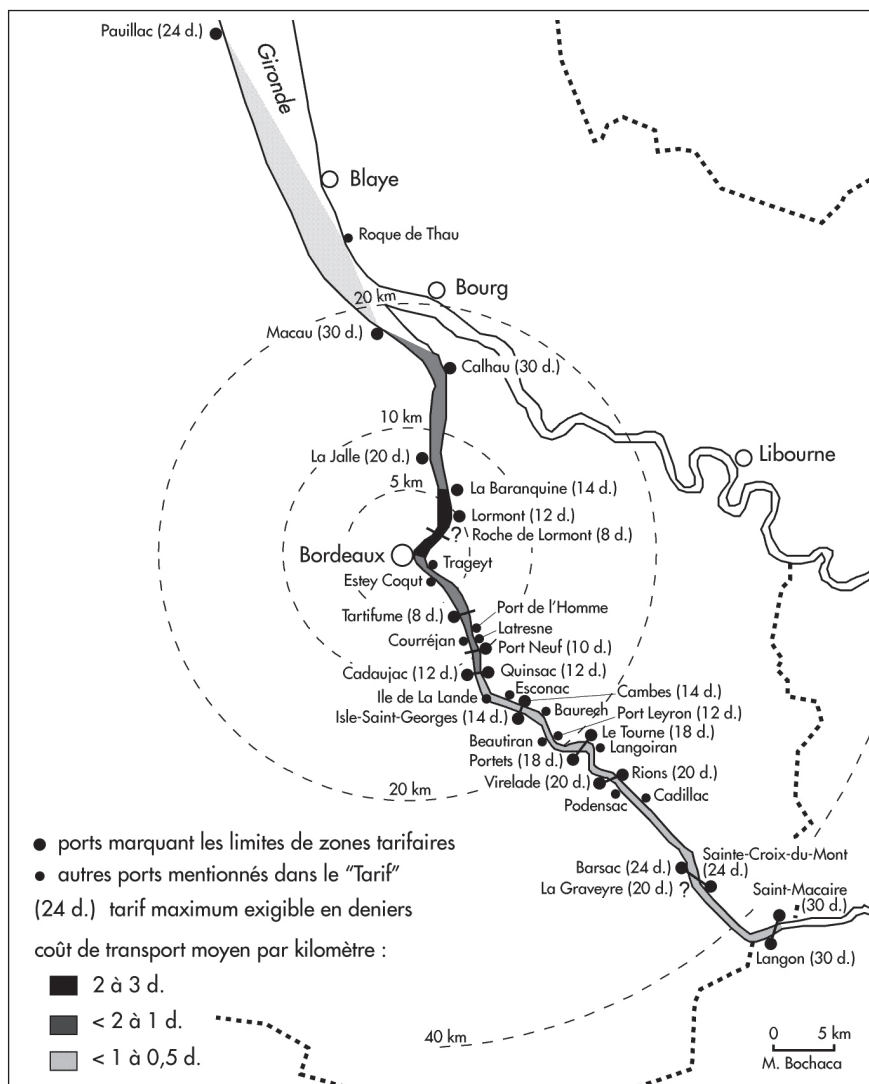 Pauillac (24 d.)
Gironde
Blaye
Roque de Thau
Bourg
20 km
Macau (30 d.)
Calhau (30 d.)
10 km
La Jalle (20 d.)
Libourne
5 km
La Baranquine (14 d.)
Lormont (12 d.)
? Roche de Lormont (8 d.)
Bordeaux
Trageyt
Estey Coqut
Tartifume (8 d.)
Port de l'Homme
Latresne
Courréjan
Port Neuf (10 d.)
Cadaujac (12 d.)
Quinsac (12 d.)
Esconac
Cambes (14 d.)
Ile de La Lande
Isle-Saint-Georges (14 d.)
Baurech
Port Leyron (12 d.)
Le Tourne (18 d.)
Beautiran
Langoiran
Portets (18 d.)
Virelade (20 d.)
Rions (20 d.)
20 km
Podensac
Cadillac
Sainte-Croix-du-Mont
(24 d.)
Barsac (24 d.)
La Graveyre (20 d.) ?
Saint-Macaire
(30 d.)
Langon (30 d.)
ports marquant les limites de zones tarifaires
autres ports mentionnés dans le "Tarif"
(24 d.) tarif maximum exigible en deniers
coût de transport moyen par kilomètre :
2 à 3 d.
< 2 à 1 d.
< 1 à 0,5 d.
40 km
0 5 km
M. Bochaca